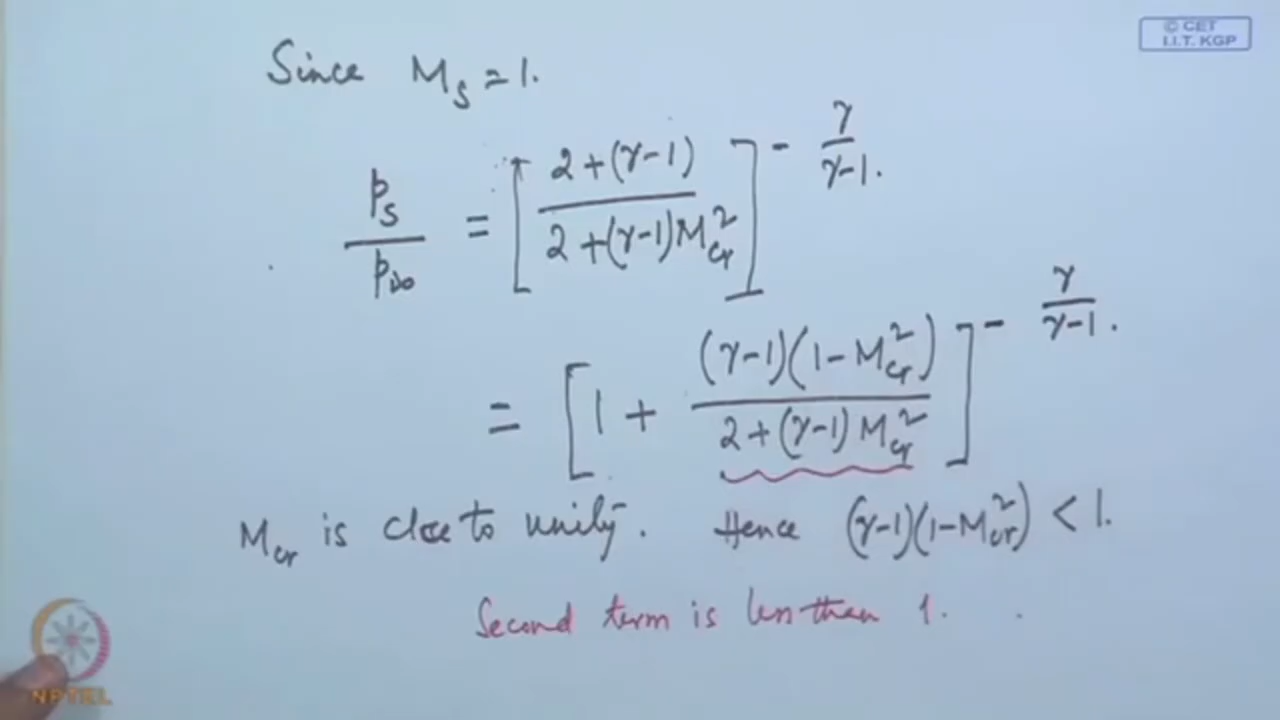 © CET
I.I.T. KGP
Since M_s = 1.
p_s / p_∞ = [ (2+(γ-1)) / (2+(γ-1)M_cr^2) ]^(- γ/(γ-1)).
= [ 1 + (γ-1)(1-M_cr^2) / (2+(γ-1)M_cr^2) ]^(- γ/(γ-1)).
M_cr is close to unity. Hence (γ-1)(1-M_cr^2) < 1.
Second term is less than 1.
NPTEL